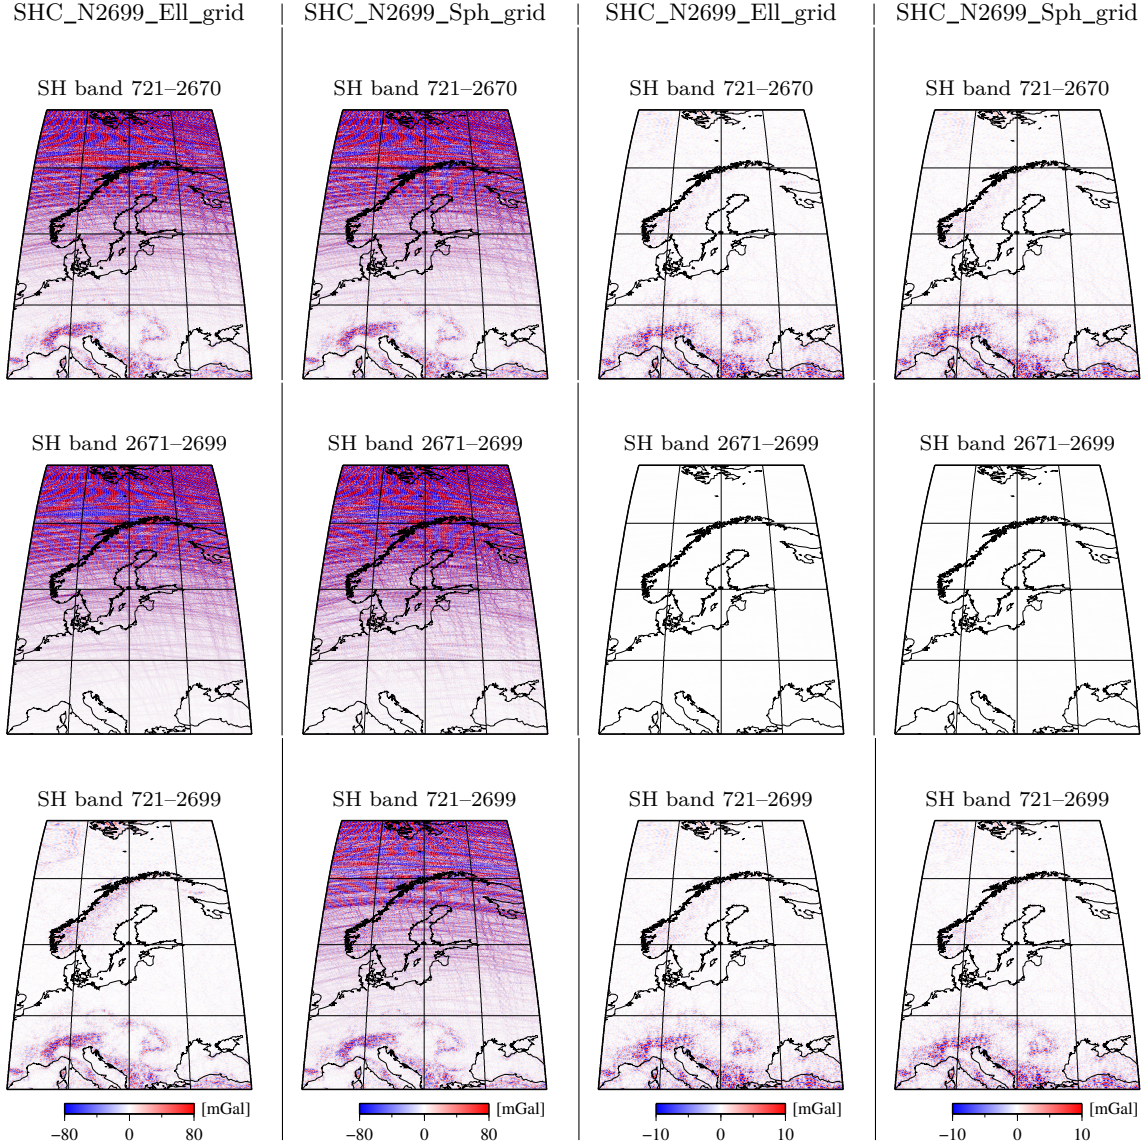 SHC_N2699_Ell_grid SHC_N2699_Sph_grid SHC_N2699_Ell_grid SHC_N2699_Sph_grid
SH band 721–2670 SH band 721–2670 SH band 721–2670 SH band 721–2670
SH band 2671–2699 SH band 2671–2699 SH band 2671–2699 SH band 2671–2699
SH band 721–2699 SH band 721–2699 SH band 721–2699 SH band 721–2699
[mGal] [mGal] [mGal] [mGal]
−80 0 80 −80 0 80 −10 0 10 −10 0 10